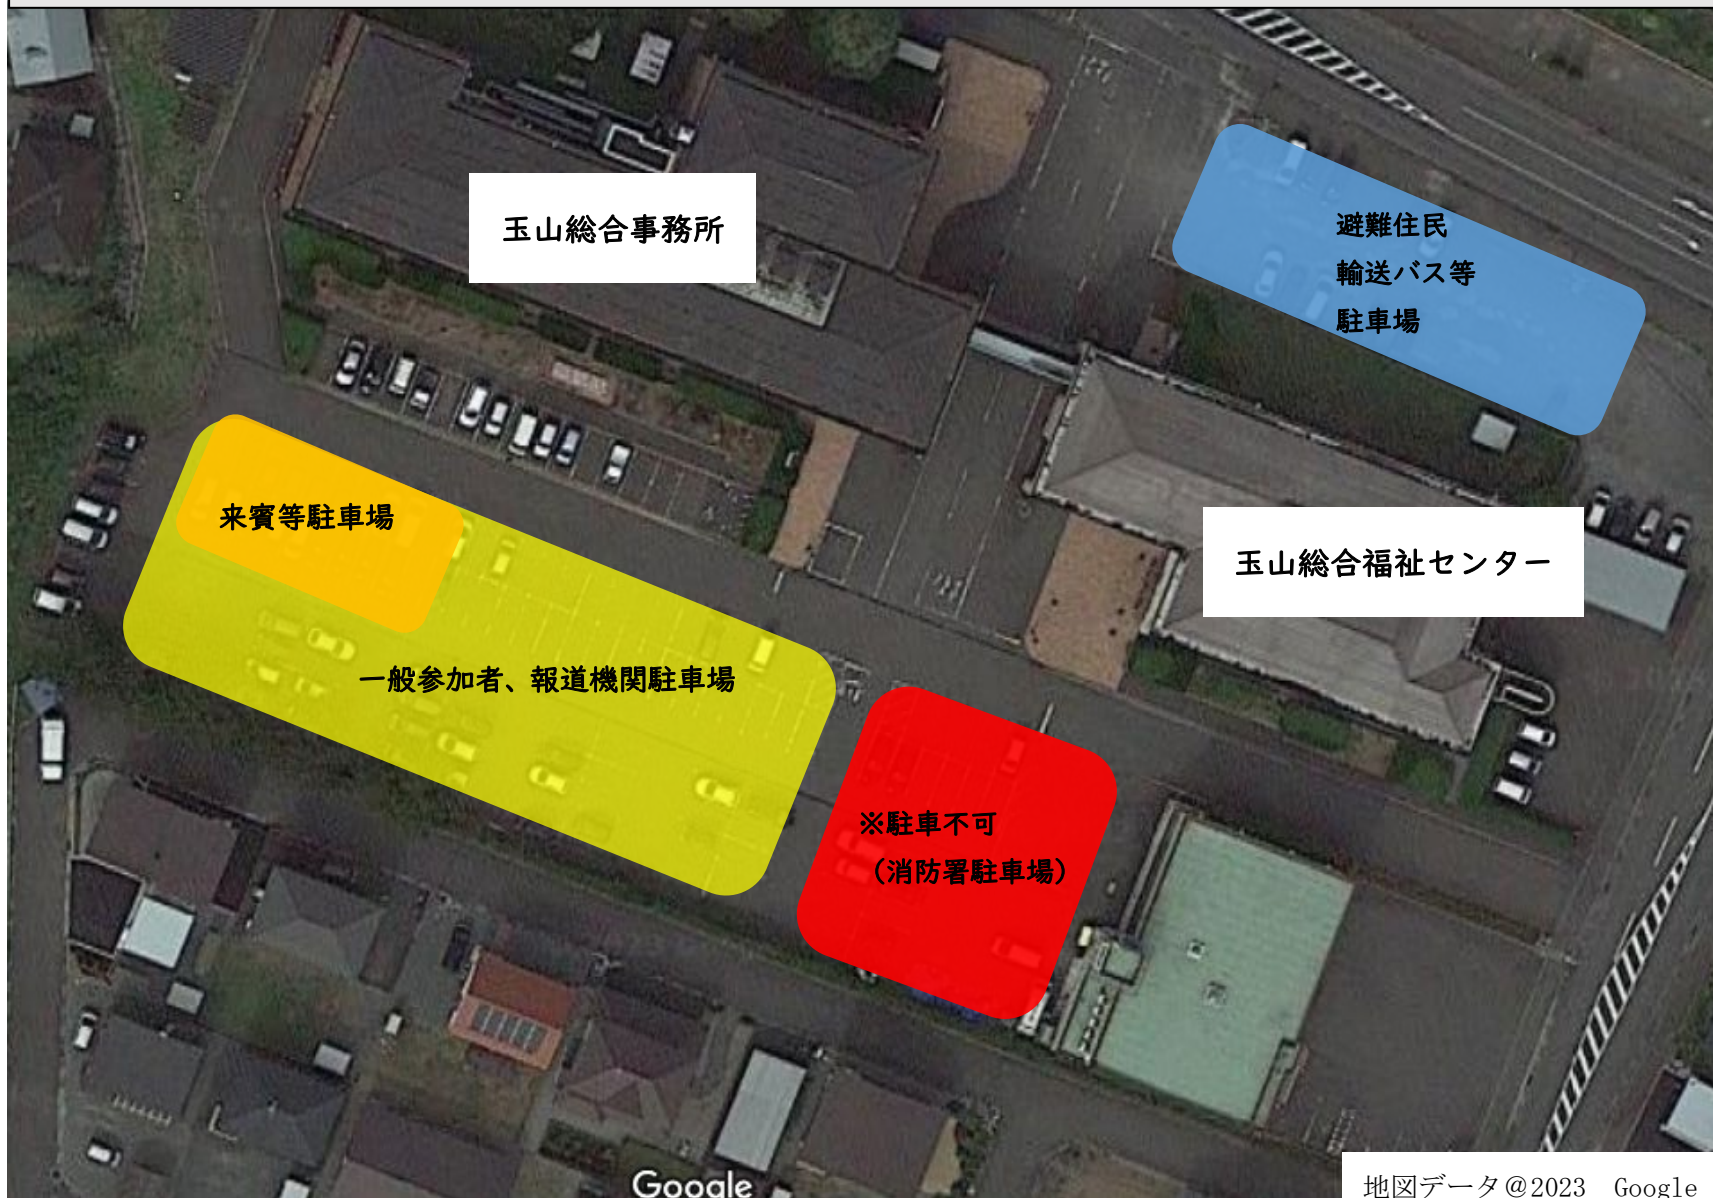 玉山総合事務所
避難住民
輸送バス等
駐車場
来賓等駐車場
玉山総合福祉センター
一般参加者、報道機関駐車場
※駐車不可
（消防署駐車場）
Google
地図データ@2023　Google